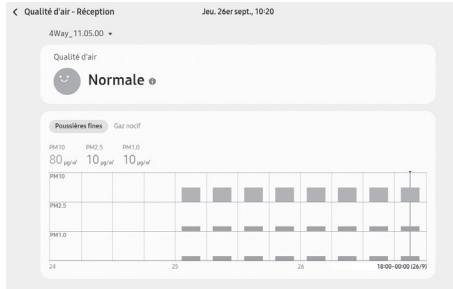 Qualité d'air - Réception
Jeu. 26er sept., 10:20
4Way_11.05.00
Qualité d'air
Normale
Poussières fines Gaz nocif
PM10 PM2.5 PM1.0
80 µg/㎥ 10 µg/㎥ 10 µg/㎥
PM10
PM2.5
PM1.0
24 25 26 18:00~00:00 (26/9)